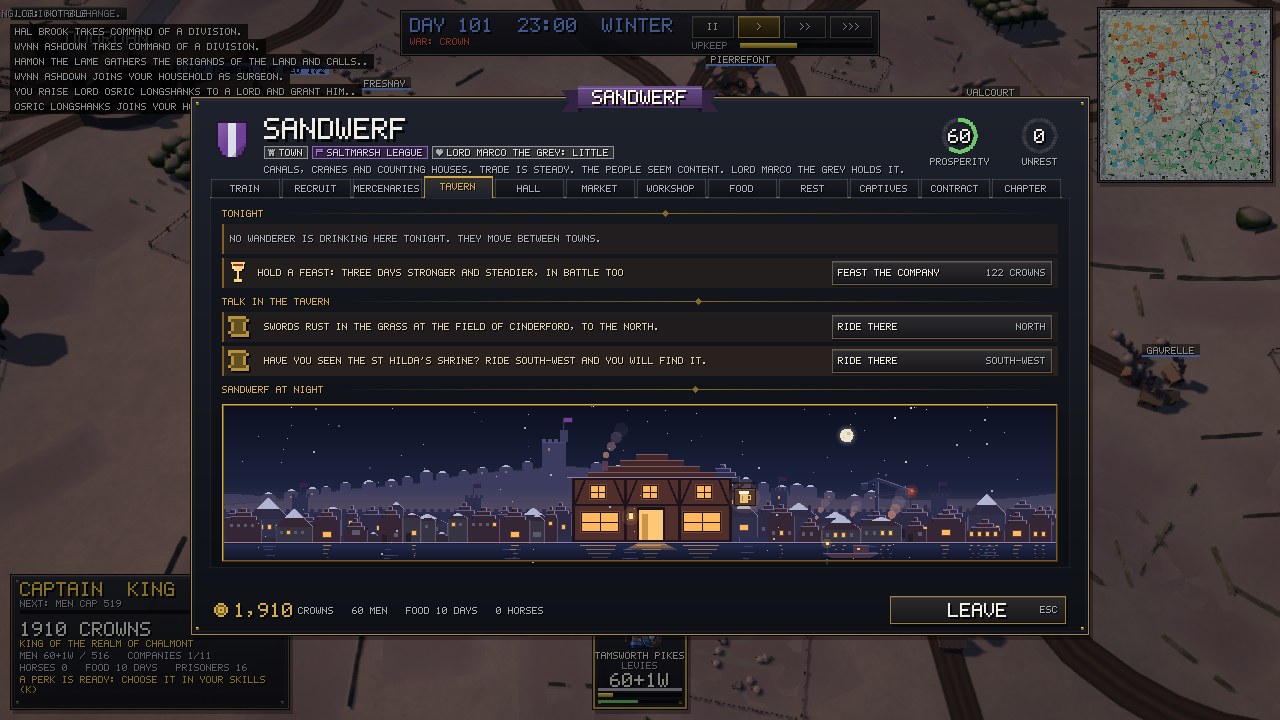 LOG: NOTABLE CHANGE.
HAL BROOK TAKES COMMAND OF A DIVISION.
WYNN ASHDOWN TAKES COMMAND OF A DIVISION.
AYMON THE LAME GATHERS THE BRIGANDS OF THE LAND AND CALLS..
WYNN ASHDOWN JOINS YOUR HOUSEHOLD AS SURGEON.
YOU RAISE LORD OSRIC LONGSHANKS TO A LORD AND GRANT HIM..
OSRIC LONGSHANKS JOINS YOUR H
DAY 101 23:00 WINTER
WAR: CROWN
II > >> >>>
UPKEEP
PIERREFONT
FRESNAY
VALCOURT
GAVRELLE
SANDWERF
SANDWERF
TOWN SALTMARSH LEAGUE LORD MARCO THE GREY: LITTLE
CANALS, CRANES AND COUNTING HOUSES. TRADE IS STEADY. THE PEOPLE SEEM CONTENT. LORD MARCO THE GREY HOLDS IT.
60
PROSPERITY
0
UNREST
TRAIN RECRUIT MERCENARIES TAVERN HALL MARKET WORKSHOP FOOD REST CAPTIVES CONTRACT CHAPTER
TONIGHT
NO WANDERER IS DRINKING HERE TONIGHT. THEY MOVE BETWEEN TOWNS.
HOLD A FEAST: THREE DAYS STRONGER AND STEADIER, IN BATTLE TOO
FEAST THE COMPANY 122 CROWNS
TALK IN THE TAVERN
SWORDS RUST IN THE GRASS AT THE FIELD OF CINDERFORD, TO THE NORTH.
RIDE THERE NORTH
HAVE YOU SEEN THE ST HILDA'S SHRINE? RIDE SOUTH-WEST AND YOU WILL FIND IT.
RIDE THERE SOUTH-WEST
SANDWERF AT NIGHT
1,910 CROWNS 60 MEN FOOD 10 DAYS 0 HORSES
LEAVE ESC
CAPTAIN KING
NEXT: MEN CAP 519
1910 CROWNS
KING OF THE REALM OF CHALMONT
MEN 60+1W / 516 COMPANIES 1/11
HORSES 0 FOOD 10 DAYS PRISONERS 16
A PERK IS READY: CHOOSE IT IN YOUR SKILLS
(K)
TAMSWORTH PIKES
LEVIES
60+1W